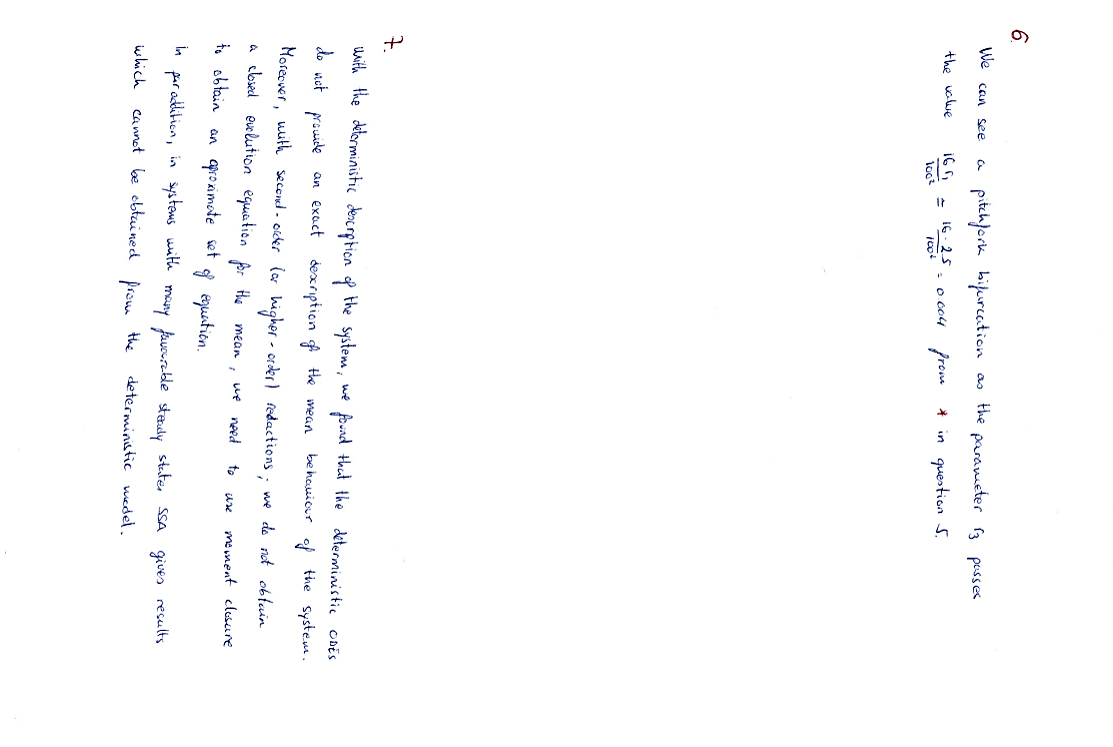 6.
We can see a pitchfork bifurcation as the parameter r₃ passes
the value 16 r₁ / 100² = 16·25 / 100² = 0.004 from * in question 5.
7.
With the deterministic descrption of the system, we found that the deterministic ODEs
do not provide an exact description of the mean behaviour of the system.
Moreover, with second-order (or higher-order) reactions, we do not obtain
a closed evolution equation for the mean, we need to use moment closure
to obtain an aproximate set of equation.
In addition, in systems with many favourable steady states SSA gives results
which cannot be obtained from the deterministic model.